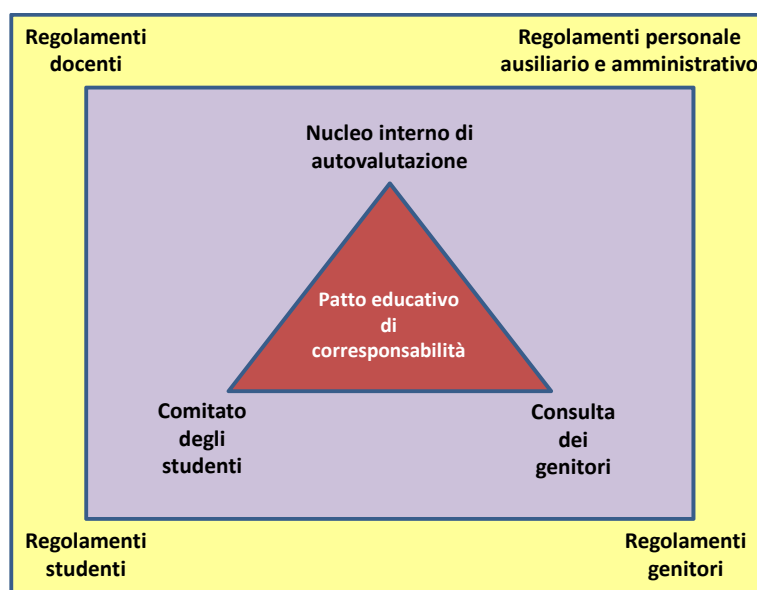 Regolamenti
docenti
Regolamenti personale
ausiliario e amministrativo
Nucleo interno di
autovalutazione
Patto educativo
di
corresponsabilità
Comitato
degli
studenti
Consulta
dei
genitori
Regolamenti
studenti
Regolamenti
genitori